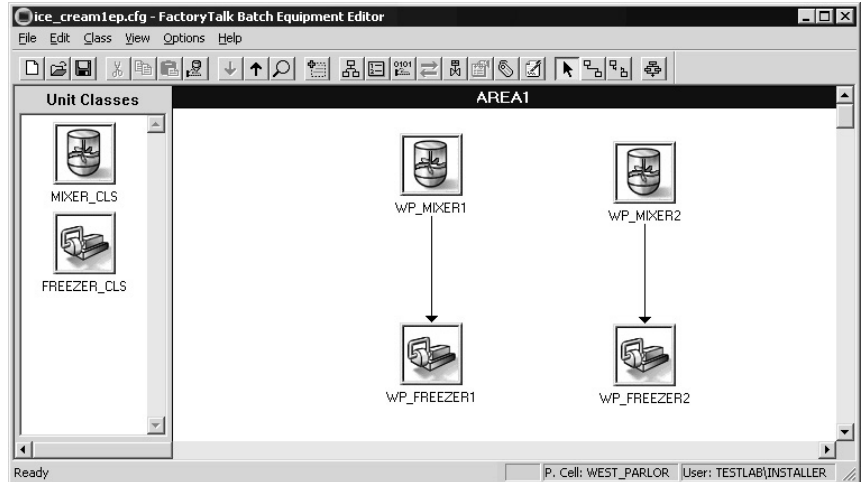 ice_cream1ep.cfg - FactoryTalk Batch Equipment Editor
File Edit Class View Options Help
0101
Unit Classes
AREA1
MIXER_CLS
FREEZER_CLS
WP_MIXER1
WP_MIXER2
WP_FREEZER1
WP_FREEZER2
Ready
P. Cell: WEST_PARLOR
User: TESTLAB\INSTALLER